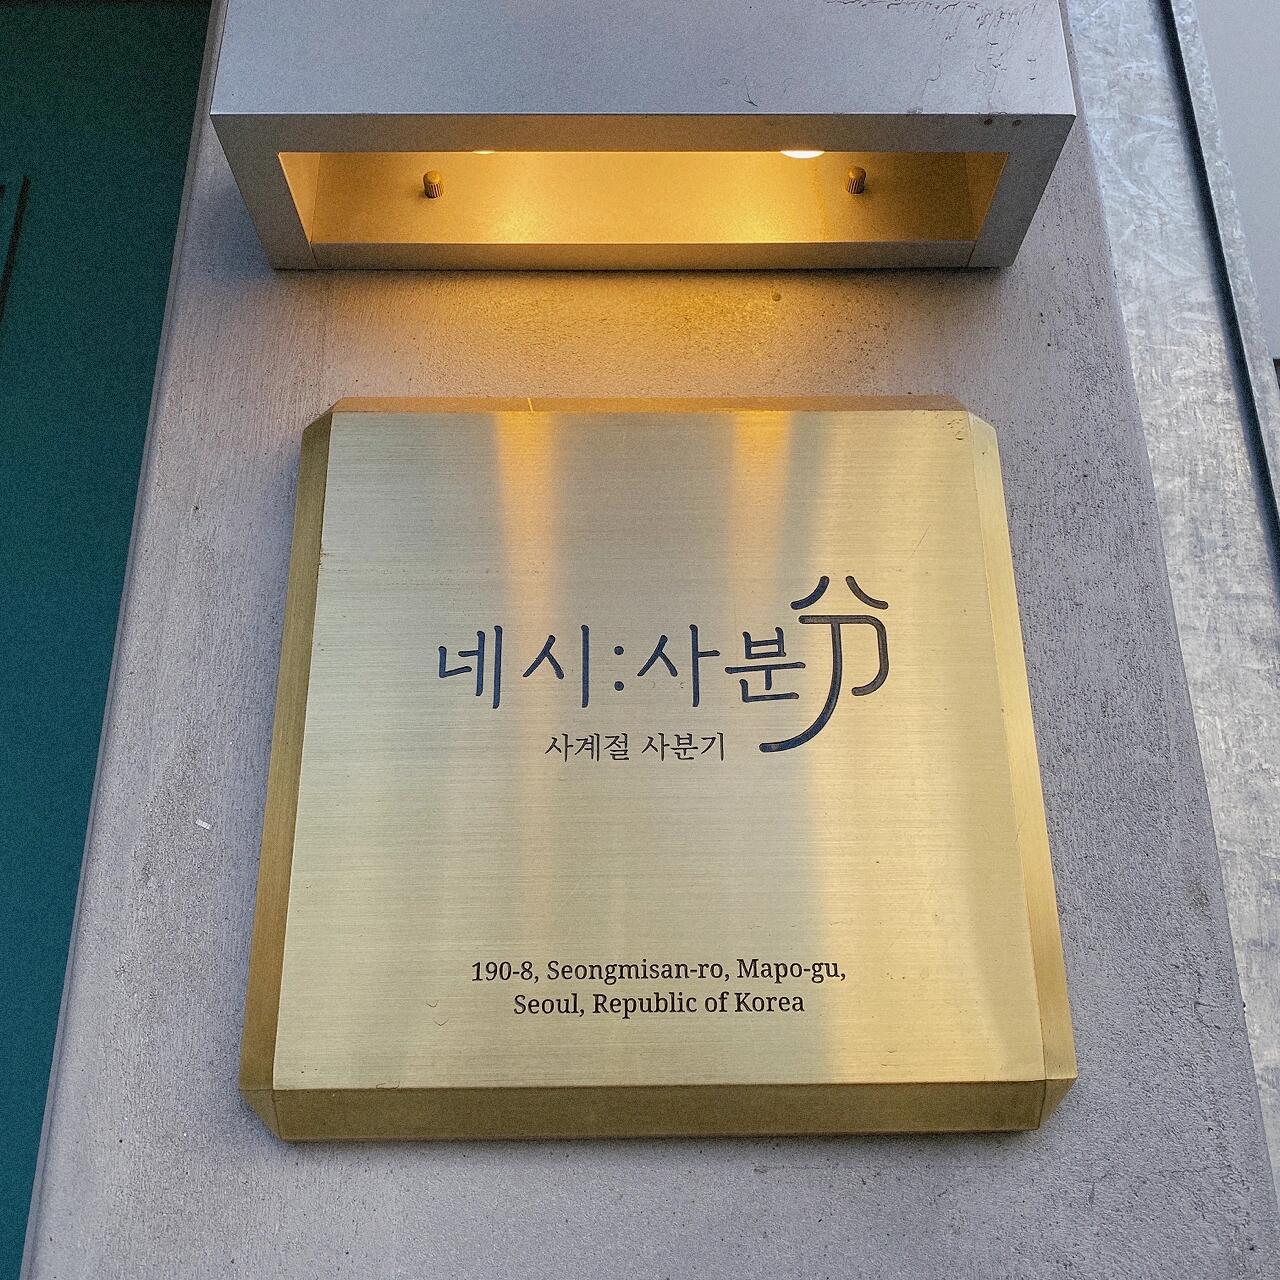 네시:사분分
사계절 사분기
190-8, Seongmisan-ro, Mapo-gu,
Seoul, Republic of Korea